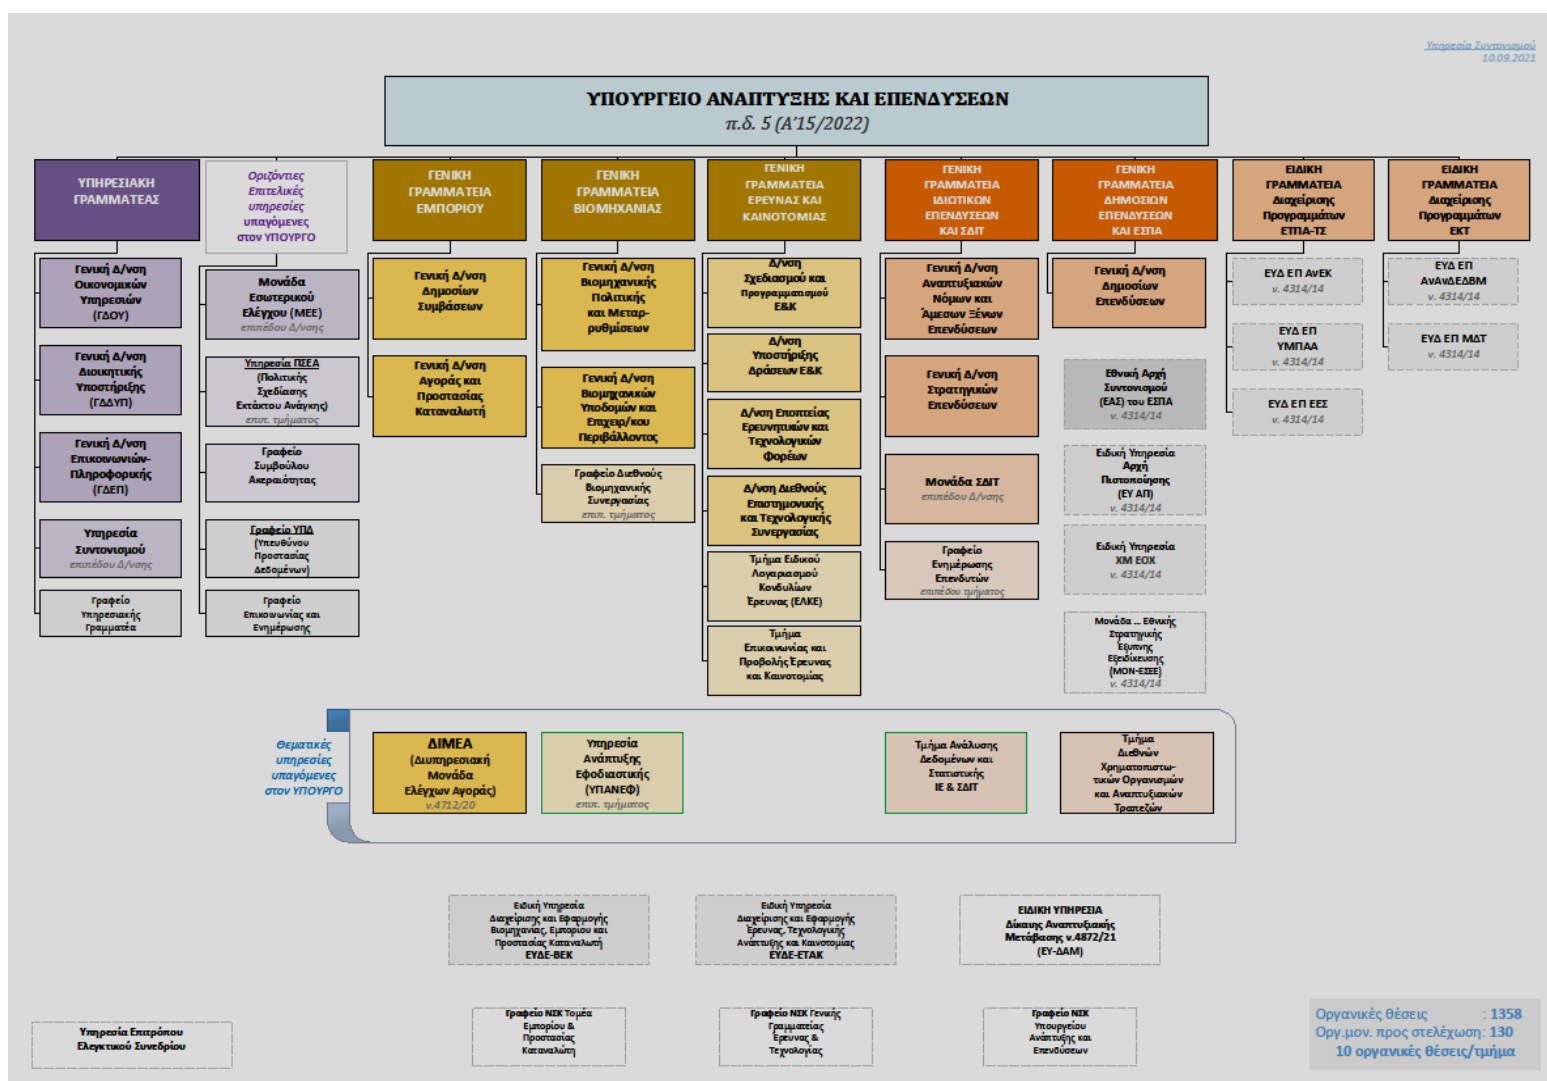 Υπηρεσία Συντονισμού
10.09.2021
ΥΠΟΥΡΓΕΙΟ ΑΝΑΠΤΥΞΗΣ ΚΑΙ ΕΠΕΝΔΥΣΕΩΝ
π.δ. 5 (Α'15/2022)
ΥΠΗΡΕΣΙΑΚΗ
ΓΡΑΜΜΑΤΕΑΣ
Γενική Δ/νση
Οικονομικών
Υπηρεσιών
(ΓΔΟΥ)
Γενική Δ/νση
Διοικητικής
Υποστήριξης
(ΓΔΔΥΠ)
Γενική Δ/νση
Επικοινωνιών-
Πληροφορικής
(ΓΔΕΠ)
Υπηρεσία
Συντονισμού
επιπέδου Δ/νσης
Γραφείο
Υπηρεσιακής
Γραμματέα
Οριζόντιες
Επιτελικές
υπηρεσίες
υπαγόμενες
στον ΥΠΟΥΡΓΟ
Μονάδα
Εσωτερικού
Ελέγχου (ΜΕΕ)
επιπέδου Δ/νσης
Υπηρεσία ΠΣΕΑ
(Πολιτικής
Σχεδίασης
Εκτάκτου Ανάγκης)
επιπ. τμήματος
Γραφείο
Συμβούλου
Ακεραιότητας
Γραφείο ΥΠΔ
(Υπευθύνου
Προστασίας
Δεδομένων)
Γραφείο
Επικοινωνίας και
Ενημέρωσης
ΓΕΝΙΚΗ
ΓΡΑΜΜΑΤΕΙΑ
ΕΜΠΟΡΙΟΥ
Γενική Δ/νση
Δημοσίων
Συμβάσεων
Γενική Δ/νση
Αγοράς και
Προστασίας
Καταναλωτή
ΓΕΝΙΚΗ
ΓΡΑΜΜΑΤΕΙΑ
ΒΙΟΜΗΧΑΝΙΑΣ
Γενική Δ/νση
Βιομηχανικής
Πολιτικής
και Μεταρ-
ρυθμίσεων
Γενική Δ/νση
Βιομηχανικών
Υποδομών και
Επιχειρ/κου
Περιβάλλοντος
Γραφείο Διεθνούς
Βιομηχανικής
Συνεργασίας
επιπ. τμήματος
ΓΕΝΙΚΗ
ΓΡΑΜΜΑΤΕΙΑ
ΕΡΕΥΝΑΣ ΚΑΙ
ΚΑΙΝΟΤΟΜΙΑΣ
Δ/νση
Σχεδιασμού και
Προγραμματισμού
Ε&Κ
Δ/νση
Υποστήριξης
Δράσεων Ε&Κ
Δ/νση Εποπτείας
Ερευνητικών και
Τεχνολογικών
Φορέων
Δ/νση Διεθνούς
Επιστημονικής
και Τεχνολογικής
Συνεργασίας
Τμήμα Ειδικού
Λογαριασμού
Κονδυλίων
Έρευνας (ΕΛΚΕ)
Τμήμα
Επικοινωνίας και
Προβολής Έρευνας
και Καινοτομίας
ΓΕΝΙΚΗ
ΓΡΑΜΜΑΤΕΙΑ
ΙΔΙΩΤΙΚΩΝ
ΕΠΕΝΔΥΣΕΩΝ
ΚΑΙ ΣΔΙΤ
Γενική Δ/νση
Αναπτυξιακών
Νόμων και
Άμεσων Ξένων
Επενδύσεων
Γενική Δ/νση
Στρατηγικών
Επενδύσεων
Μονάδα ΣΔΙΤ
επιπέδου Δ/νσης
Γραφείο
Ενημέρωσης
Επενδυτών
επιπέδου τμήματος
ΓΕΝΙΚΗ
ΓΡΑΜΜΑΤΕΙΑ
ΔΗΜΟΣΙΩΝ
ΕΠΕΝΔΥΣΕΩΝ
ΚΑΙ ΕΣΠΑ
Γενική Δ/νση
Δημοσίων
Επενδύσεων
Εθνική Αρχή
Συντονισμού
(ΕΑΣ) του ΕΣΠΑ
ν. 4314/14
Ειδική Υπηρεσία
Αρχή
Πιστοποίησης
(ΕΥ ΑΠ)
ν. 4314/14
Ειδική Υπηρεσία
ΧΜ ΕΟΧ
ν. 4314/14
Μονάδα ... Εθνικής
Στρατηγικής
Έξυπνης
Εξειδίκευσης
(ΜΟΝ-ΕΣΕΕ)
ν. 4314/14
ΕΙΔΙΚΗ
ΓΡΑΜΜΑΤΕΙΑ
Διαχείρισης
Προγραμμάτων
ΕΤΠΑ-ΤΣ
ΕΥΔ ΕΠ ΑνΕΚ
ν. 4314/14
ΕΥΔ ΕΠ
ΥΜΠΑΑ
ν. 4314/14
ΕΥΔ ΕΠ ΕΕΣ
ν. 4314/14
ΕΙΔΙΚΗ
ΓΡΑΜΜΑΤΕΙΑ
Διαχείρισης
Προγραμμάτων
ΕΚΤ
ΕΥΔ ΕΠ
ΑνΑνΔΕΔΒΜ
ν. 4314/14
ΕΥΔ ΕΠ ΜΔΤ
ν. 4314/14
Θεματικές
υπηρεσίες
υπαγόμενες
στον ΥΠΟΥΡΓΟ
ΔΙΜΕΑ
(Διυπηρεσιακή
Μονάδα
Ελέγχων Αγοράς)
ν.4712/20
Υπηρεσία
Ανάπτυξης
Εφοδιαστικής
(ΥΠΑΝΕΦ)
επιπ. τμήματος
Τμήμα Ανάλυσης
Δεδομένων και
Στατιστικής
ΙΕ & ΣΔΙΤ
Τμήμα
Διεθνών
Χρηματοπιστω-
τικών Οργανισμών
και Αναπτυξιακών
Τραπεζών
Ειδική Υπηρεσία
Διαχείρισης και Εφαρμογής
Βιομηχανίας, Εμπορίου και
Προστασίας Καταναλωτή
ΕΥΔΕ-ΒΕΚ
Ειδική Υπηρεσία
Διαχείρισης και Εφαρμογής
Έρευνας, Τεχνολογικής
Ανάπτυξης και Καινοτομίας
ΕΥΔΕ-ΕΤΑΚ
ΕΙΔΙΚΗ ΥΠΗΡΕΣΙΑ
Δίκαιης Αναπτυξιακής
Μετάβασης ν.4872/21
(ΕΥ-ΔΑΜ)
Υπηρεσία Επιτρόπου
Ελεγκτικού Συνεδρίου
Γραφείο ΝΣΚ Τομέα
Εμπορίου &
Προστασίας
Καταναλώτη
Γραφείο ΝΣΚ Γενικής
Γραμματείας
Έρευνας &
Τεχνολογίας
Γραφείο ΝΣΚ
Υπουργείου
Ανάπτυξης και
Επενδύσεων
Οργανικές θέσεις : 1358
Οργ.μον. προς στελέχωση: 130
10 οργανικές θέσεις/τμήμα